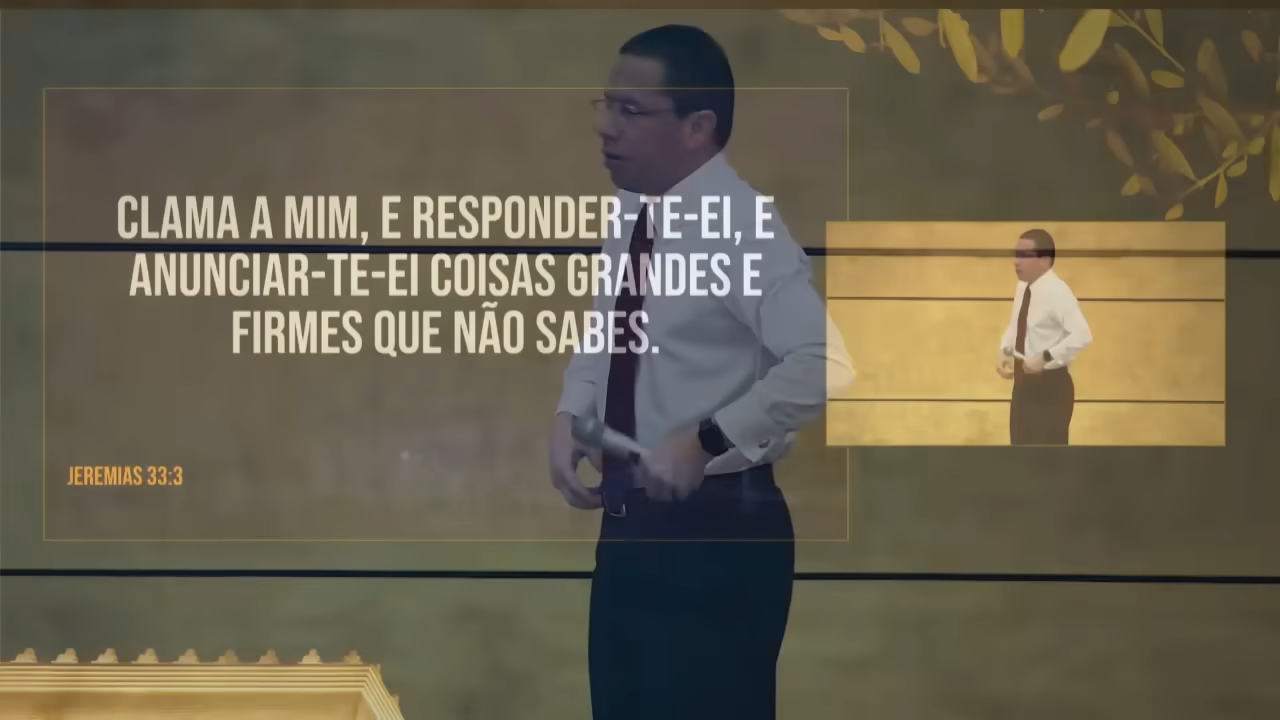 CLAMA A MIM, E RESPONDER-TE-EI, E
ANUNCIAR-TE-EI COISAS GRANDES E
FIRMES QUE NÃO SABES.
JEREMIAS 33:3